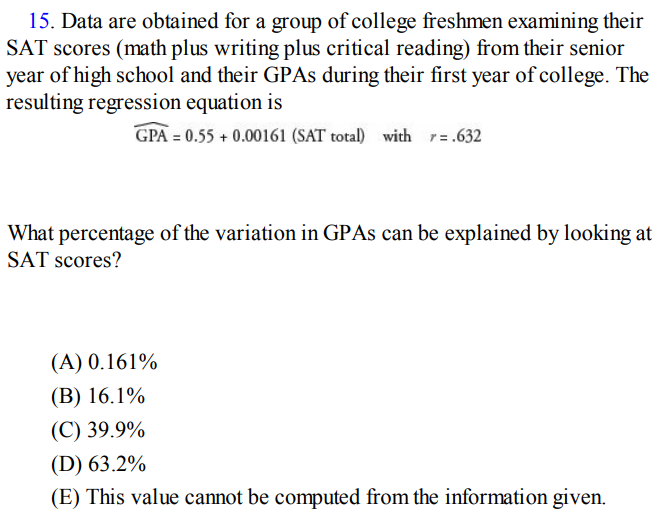 15. Data are obtained for a group of college freshmen examining their
SAT scores (math plus writing plus critical reading) from their senior
year of high school and their GPAs during their first year of college. The
resulting regression equation is
GPA = 0.55 + 0.00161 (SAT total) with r = .632
What percentage of the variation in GPAs can be explained by looking at
SAT scores?
(A) 0.161%
(B) 16.1%
(C) 39.9%
(D) 63.2%
(E) This value cannot be computed from the information given.